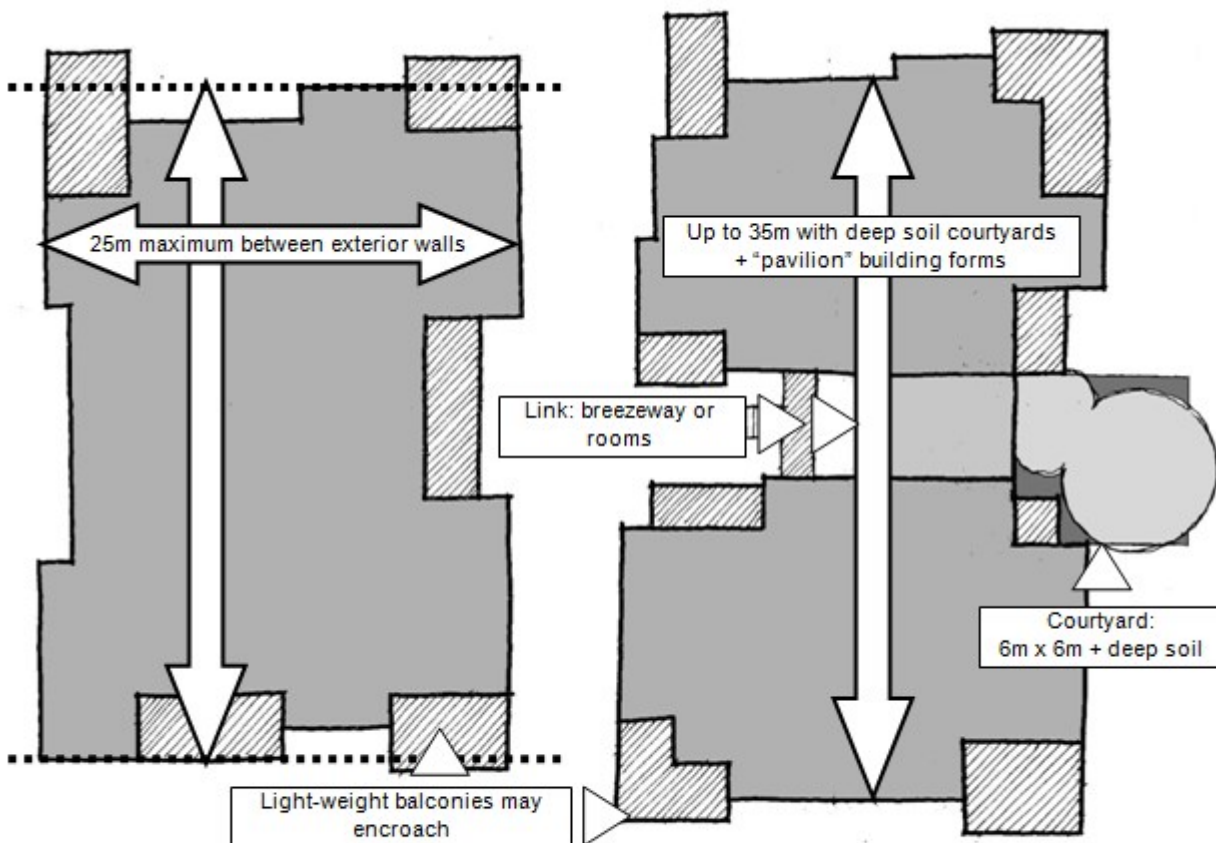 25m maximum between exterior walls
Up to 35m with deep soil courtyards
+ “pavilion” building forms
Link: breezeway or
rooms
Courtyard:
6m x 6m + deep soil
Light-weight balconies may
encroach